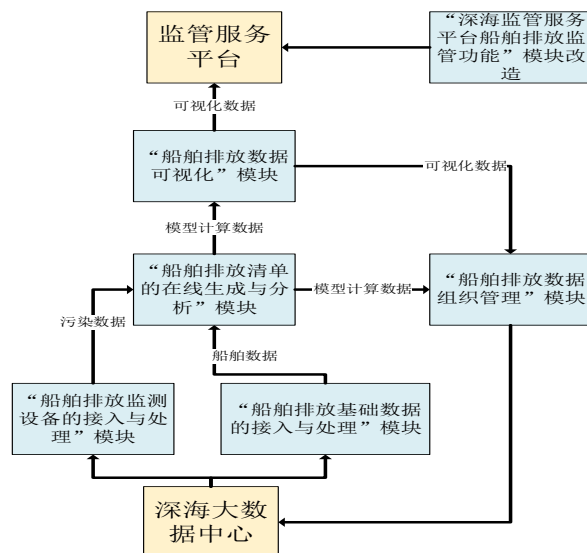 监管服务
平台
“深海监管服务
平台船舶排放监
管功能”模块改
造
可视化数据
“船舶排放数据
可视化”模块
可视化数据
模型计算数据
“船舶排放清单
的在线生成与分
析”模块
模型计算数据
“船舶排放数据
组织管理”模块
污染数据
船舶数据
“船舶排放监测
设备的接入与处
理”模块
“船舶排放基础数据
的接入与处理”模块
深海大数
据中心